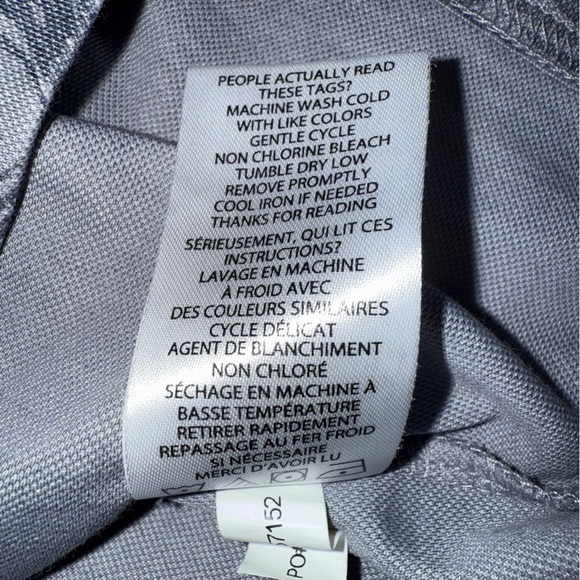 PEOPLE ACTUALLY READ
THESE TAGS?
MACHINE WASH COLD
WITH LIKE COLORS
GENTLE CYCLE
NON CHLORINE BLEACH
TUMBLE DRY LOW
REMOVE PROMPTLY
COOL IRON IF NEEDED
THANKS FOR READING
SÉRIEUSEMENT, QUI LIT CES
INSTRUCTIONS?
LAVAGE EN MACHINE
À FROID AVEC
DES COULEURS SIMILAIRES
CYCLE DÉLICAT
AGENT DE BLANCHIMENT
NON CHLORÉ
SÉCHAGE EN MACHINE À
BASSE TEMPÉRATURE
RETIRER RAPIDEMENT
REPASSAGE AU FER FROID
SI NÉCESSAIRE
MERCI D'AVOIR LU
7152
PO#